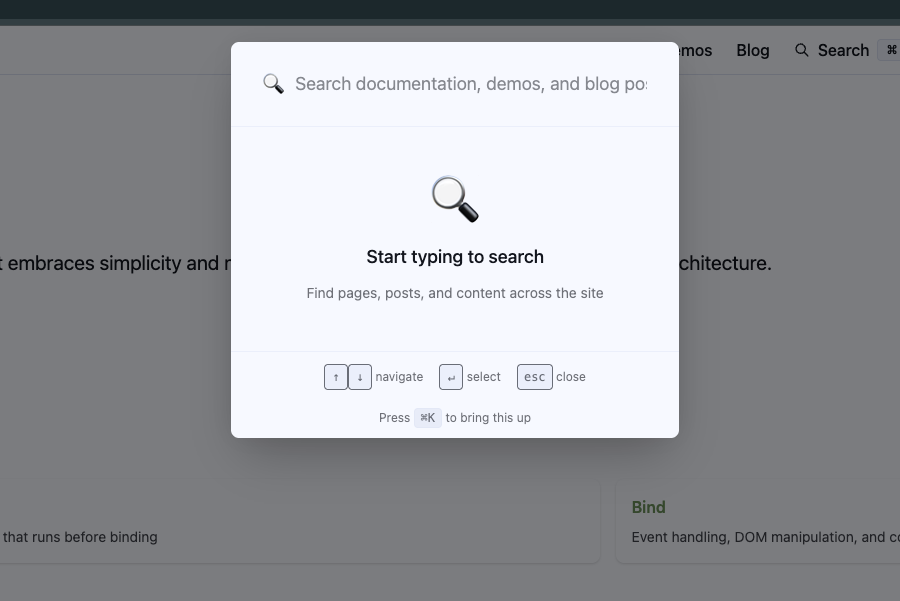 emos Blog Search ⌘
Search documentation, demos, and blog pos
t embraces simplicity and r
chitecture.
Start typing to search
Find pages, posts, and content across the site
↑ ↓ navigate ↵ select esc close
Press ⌘K to bring this up
Bind
that runs before binding
Event handling, DOM manipulation, and co